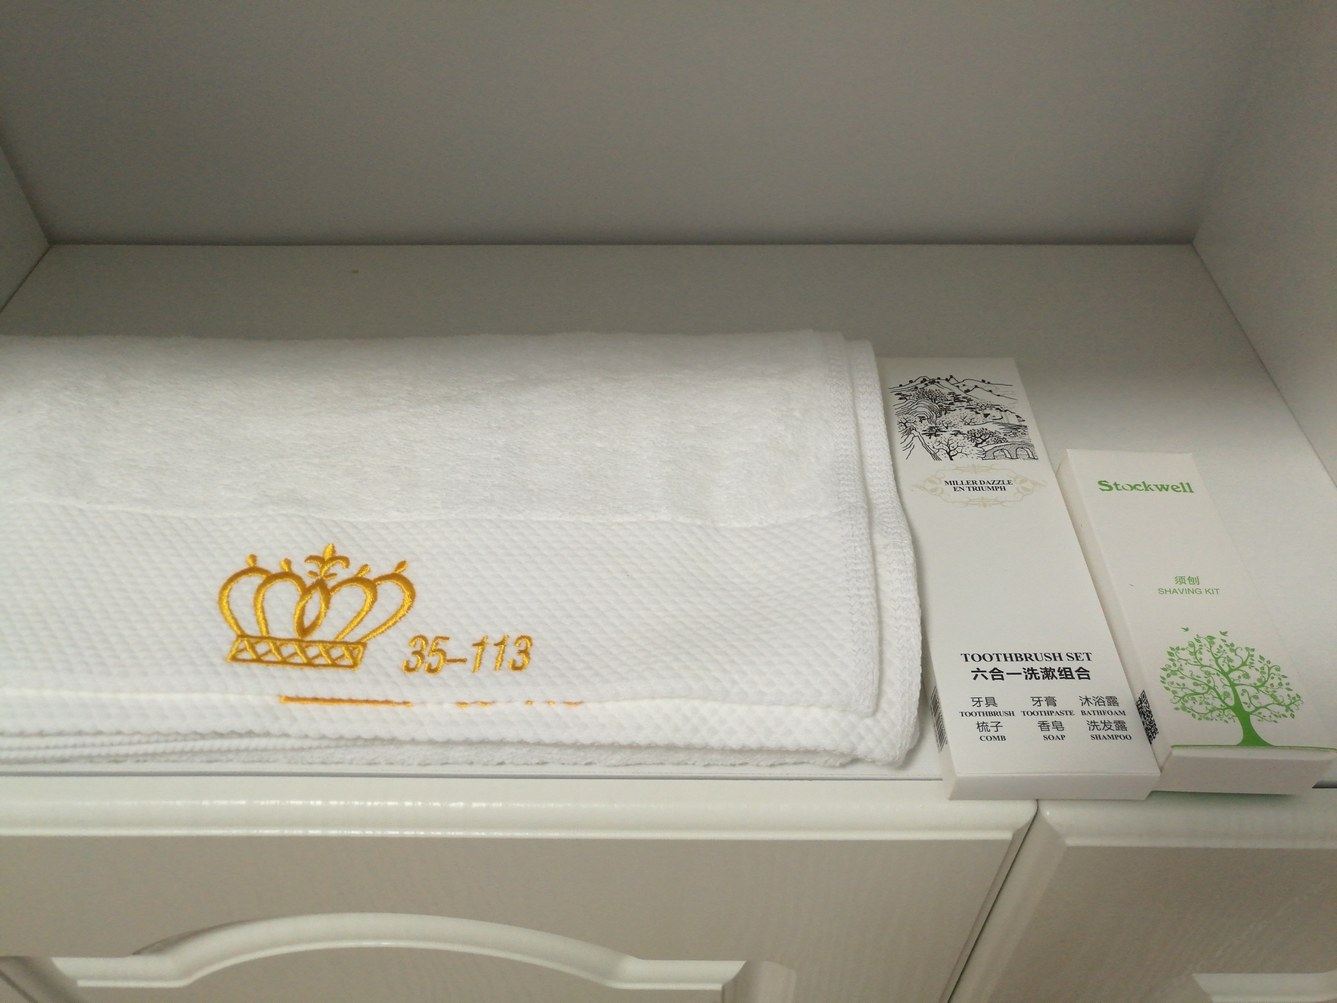 35-113
MILLER DAZZLE
EN TRIUMPH
TOOTHBRUSH SET
六合一洗漱组合
牙具 牙膏 沐浴露
TOOTHBRUSH TOOTHPASTE BATHFOAM
梳子 香皂 洗发露
COMB SOAP SHAMPOO
Stockwell
须刨
SHAVING KIT